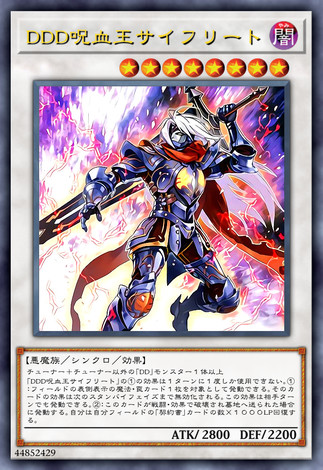 DDD呪血王サイフリート
闇
やみ
【悪魔族／シンクロ／効果】
チューナー＋チューナー以外の「DD」モンスター１体以上
「DDD呪血王サイフリート」の①の効果は１ターンに１度しか使用できない。①
：フィールドの表側表示の魔法・罠カード１枚を対象として発動できる。そのカ
ードの効果は次のスタンバイフェイズまで無効化される。この効果は相手ター
ンでも発動できる。②：このカードが戦闘・効果で破壊され墓地へ送られた場合
に発動する。自分は自分フィールドの「契約書」カードの数×１０００LP回復す
る。
ATK/ 2800 DEF/2200
44852429